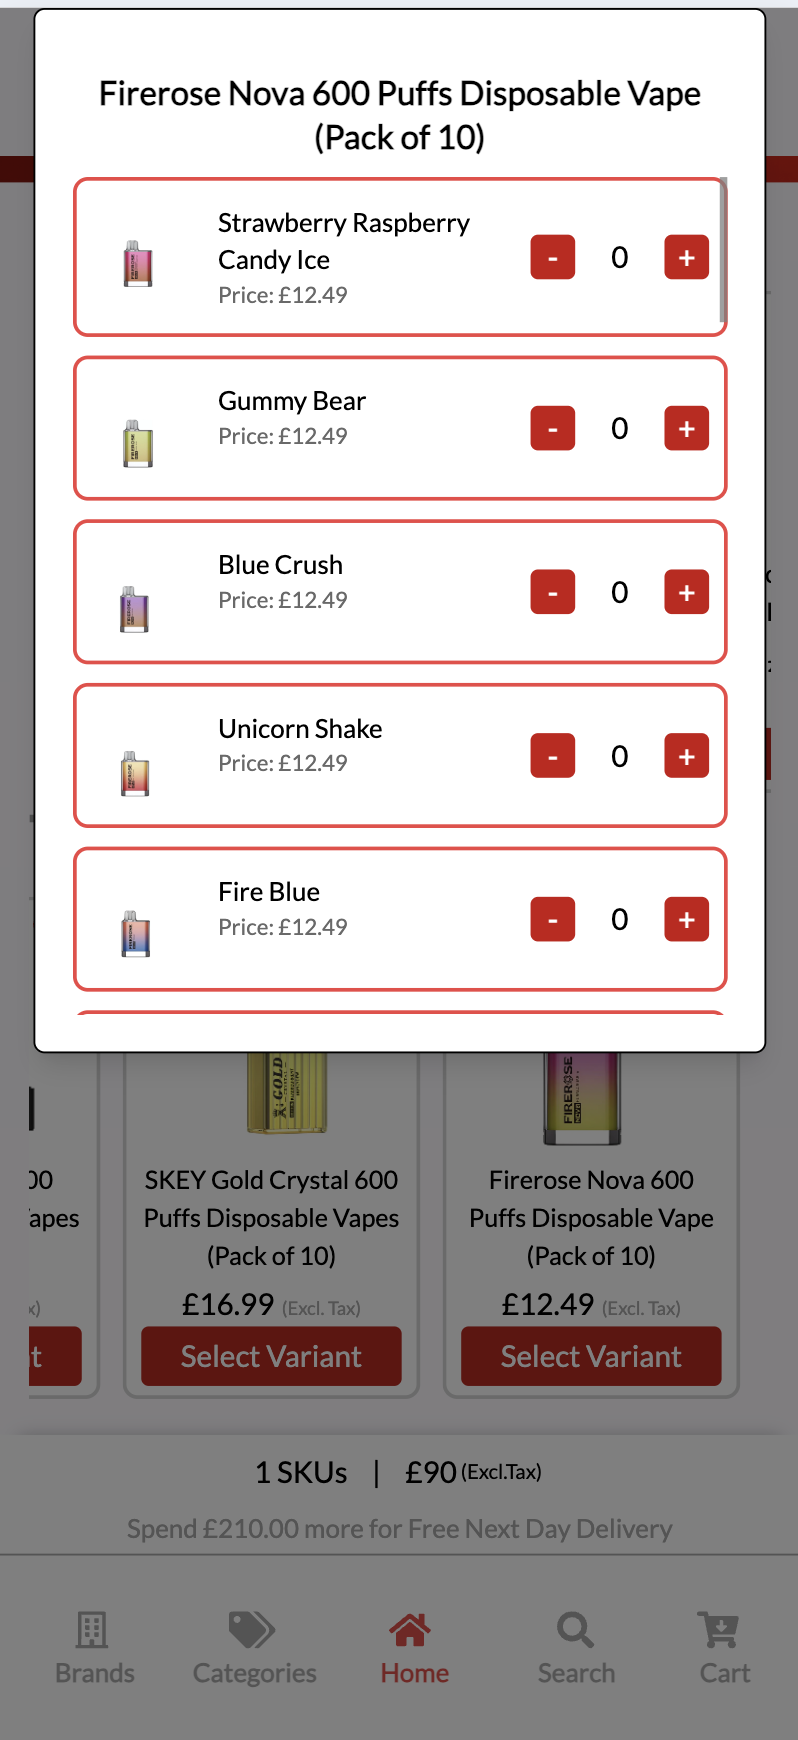 Firerose Nova 600 Puffs Disposable Vape
(Pack of 10)
Strawberry Raspberry
Candy Ice
Price: £12.49
- 0 +
Gummy Bear
Price: £12.49
- 0 +
Blue Crush
Price: £12.49
- 0 +
Unicorn Shake
Price: £12.49
- 0 +
Fire Blue
Price: £12.49
- 0 +
GOLD
FIREROSE
SKEY Gold Crystal 600
Puffs Disposable Vapes
(Pack of 10)
£16.99 (Excl. Tax)
Select Variant
Firerose Nova 600
Puffs Disposable Vape
(Pack of 10)
£12.49 (Excl. Tax)
Select Variant
1 SKUs | £90 (Excl.Tax)
Spend £210.00 more for Free Next Day Delivery
Brands
Categories
Home
Search
Cart